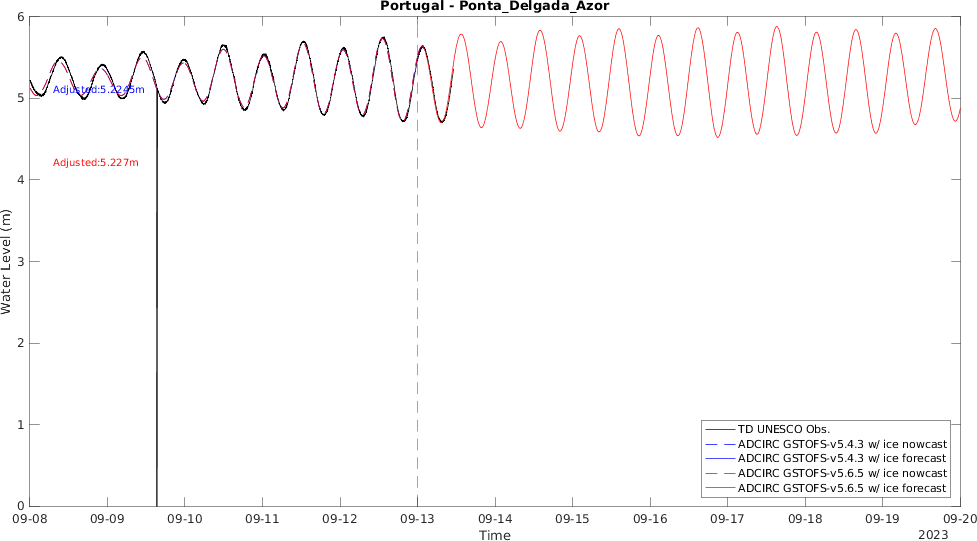 Portugal - Ponta_Delgada_Azor
6
5
4
3
2
1
0
Water Level (m)
Adjusted:5.2245m
Adjusted:5.227m
TD UNESCO Obs.
ADCIRC GSTOFS-v5.4.3 w/ ice nowcast
ADCIRC GSTOFS-v5.4.3 w/ ice forecast
ADCIRC GSTOFS-v5.6.5 w/ ice nowcast
ADCIRC GSTOFS-v5.6.5 w/ ice forecast
09-08 09-09 09-10 09-11 09-12 09-13 09-14 09-15 09-16 09-17 09-18 09-19 09-20
Time
2023